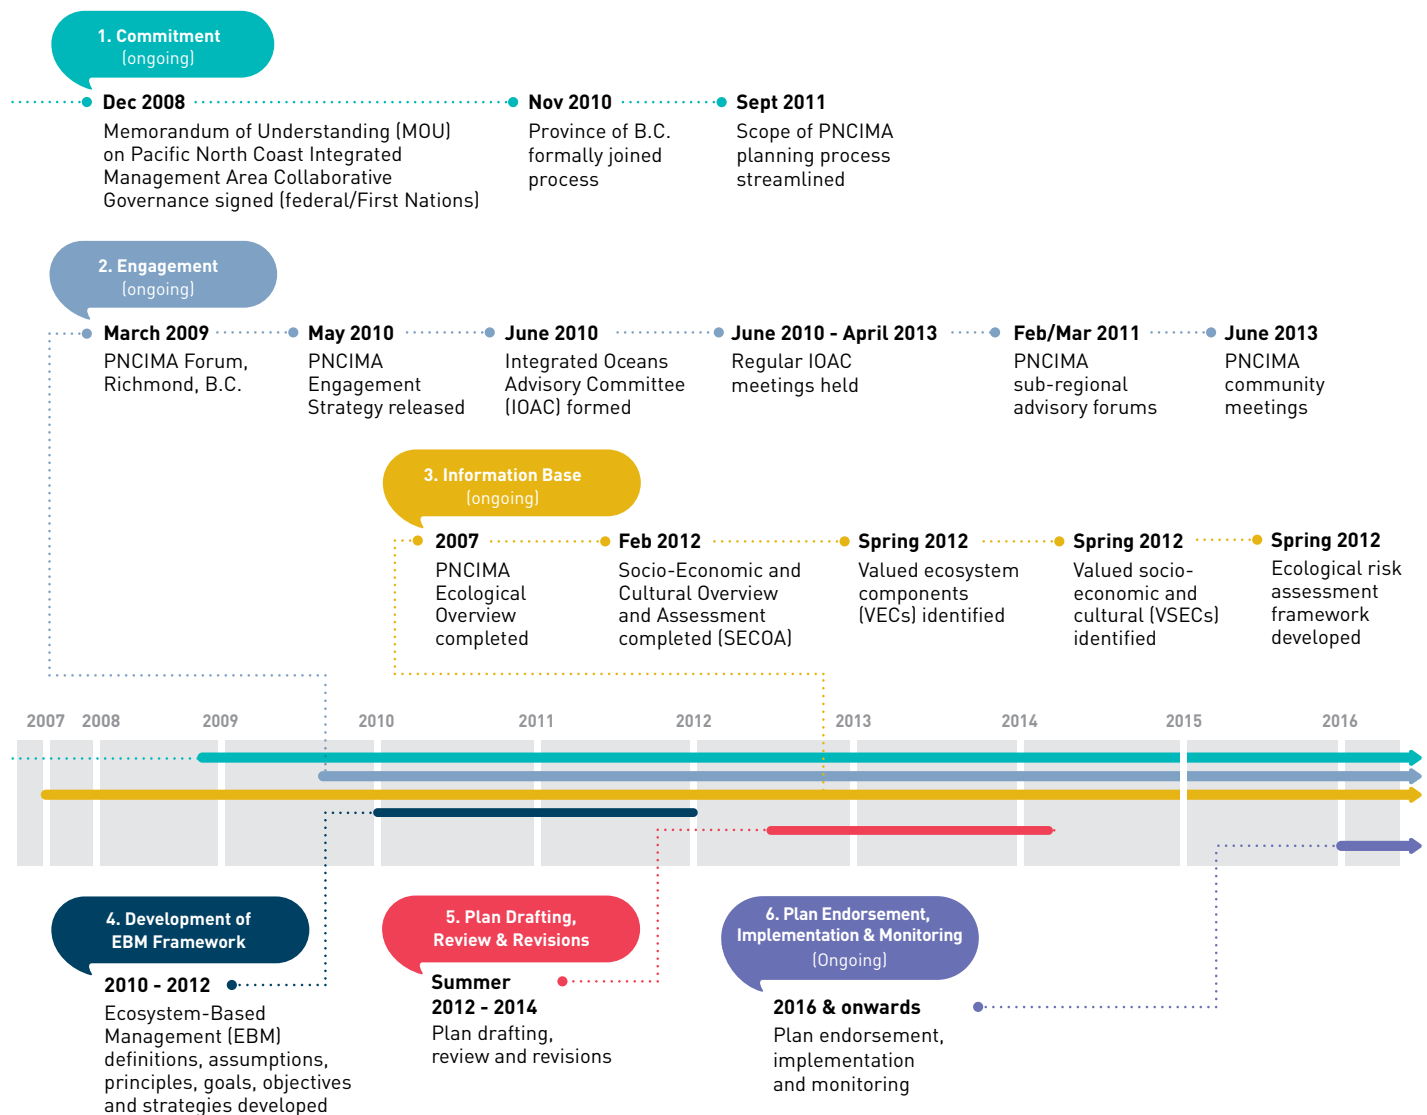 1. Commitment
(ongoing)
Dec 2008
Memorandum of Understanding (MOU)
on Pacific North Coast Integrated
Management Area Collaborative
Governance signed (federal/First Nations)
Nov 2010
Province of B.C.
formally joined
process
Sept 2011
Scope of PNCIMA
planning process
streamlined
2. Engagement
(ongoing)
March 2009
PNCIMA Forum,
Richmond, B.C.
May 2010
PNCIMA
Engagement
Strategy released
June 2010
Integrated Oceans
Advisory Committee
(IOAC) formed
June 2010 - April 2013
Regular IOAC
meetings held
Feb/Mar 2011
PNCIMA
sub-regional
advisory forums
June 2013
PNCIMA
community
meetings
3. Information Base
(ongoing)
2007
PNCIMA
Ecological
Overview
completed
Feb 2012
Socio-Economic and
Cultural Overview
and Assessment
completed (SECOA)
Spring 2012
Valued ecosystem
components
(VECs) identified
Spring 2012
Valued socio-
economic and
cultural (VSECs)
identified
Spring 2012
Ecological risk
assessment
framework
developed
2007 2008 2009 2010 2011 2012 2013 2014 2015 2016
4. Development of
EBM Framework
2010 - 2012
Ecosystem-Based
Management (EBM)
definitions, assumptions,
principles, goals, objectives
and strategies developed
5. Plan Drafting,
Review & Revisions
Summer
2012 - 2014
Plan drafting,
review and revisions
6. Plan Endorsement,
Implementation & Monitoring
(Ongoing)
2016 & onwards
Plan endorsement,
implementation
and monitoring